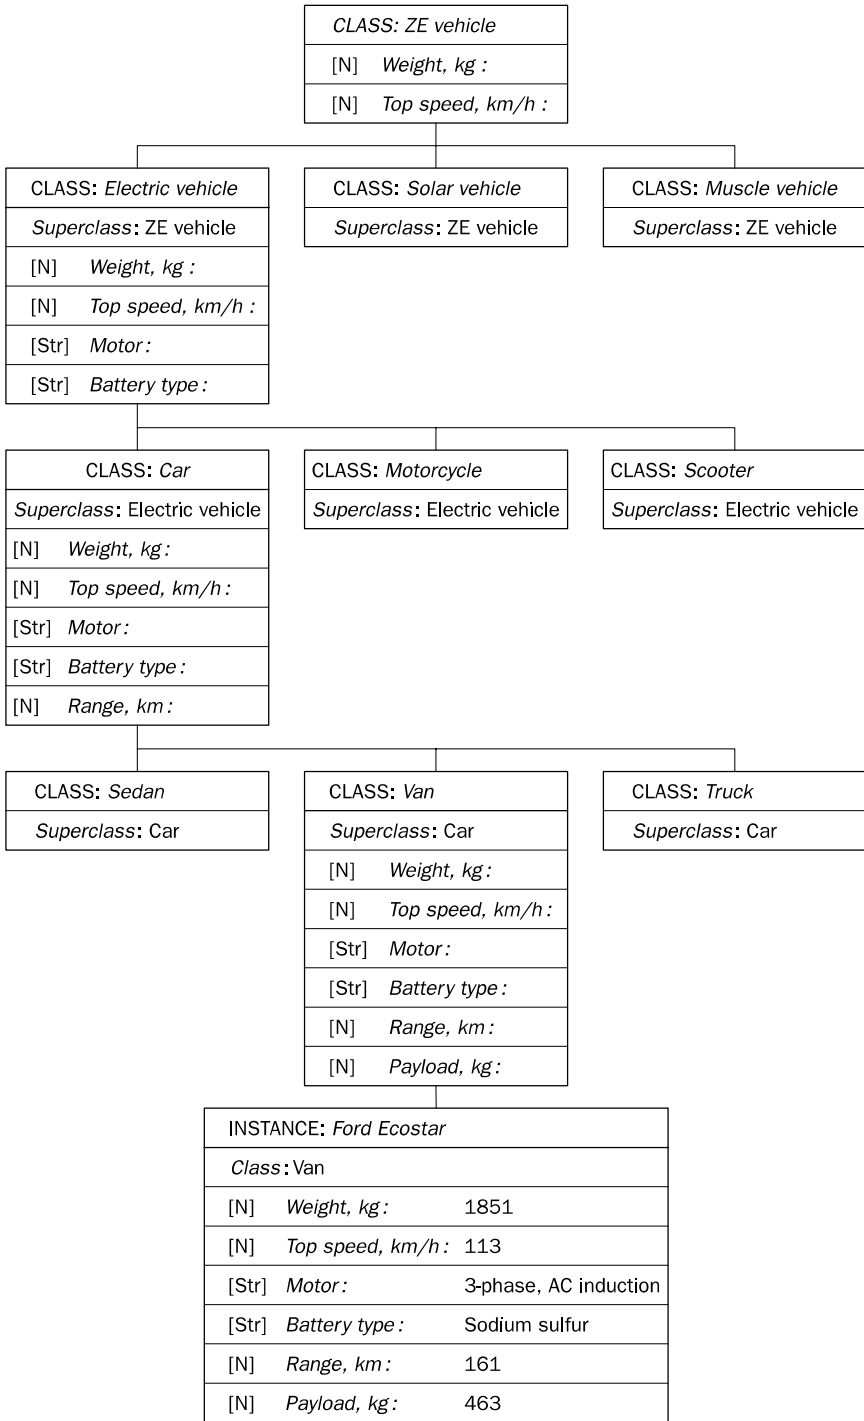 CLASS: ZE vehicle
[N] Weight, kg :
[N] Top speed, km/h :
CLASS: Electric vehicle
Superclass: ZE vehicle
[N] Weight, kg :
[N] Top speed, km/h :
[Str] Motor :
[Str] Battery type :
CLASS: Solar vehicle
Superclass: ZE vehicle
CLASS: Muscle vehicle
Superclass: ZE vehicle
CLASS: Car
Superclass: Electric vehicle
[N] Weight, kg :
[N] Top speed, km/h :
[Str] Motor :
[Str] Battery type :
[N] Range, km :
CLASS: Motorcycle
Superclass: Electric vehicle
CLASS: Scooter
Superclass: Electric vehicle
CLASS: Sedan
Superclass: Car
CLASS: Van
Superclass: Car
[N] Weight, kg :
[N] Top speed, km/h :
[Str] Motor :
[Str] Battery type :
[N] Range, km :
[N] Payload, kg :
CLASS: Truck
Superclass: Car
INSTANCE: Ford Ecostar
Class : Van
[N] Weight, kg : 1851
[N] Top speed, km/h : 113
[Str] Motor : 3-phase, AC induction
[Str] Battery type : Sodium sulfur
[N] Range, km : 161
[N] Payload, kg : 463